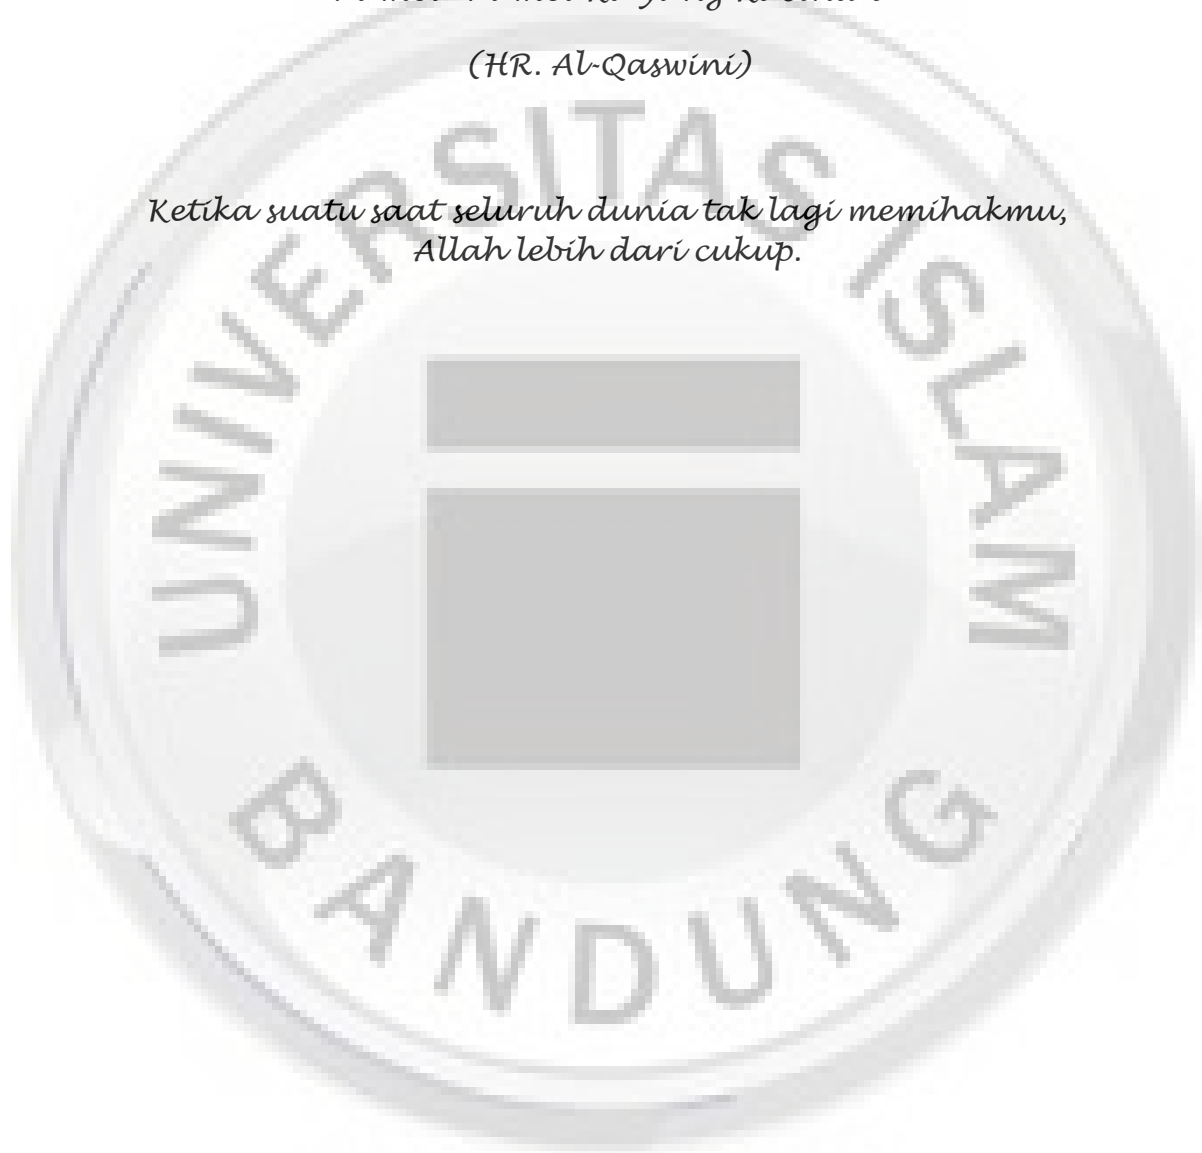 (HR. Al-Qaswini)
Ketika suatu saat seluruh dunia tak lagi memihakmu,
Allah lebih dari cukup.
UNIVERSITAS ISLAM
BANDUNG